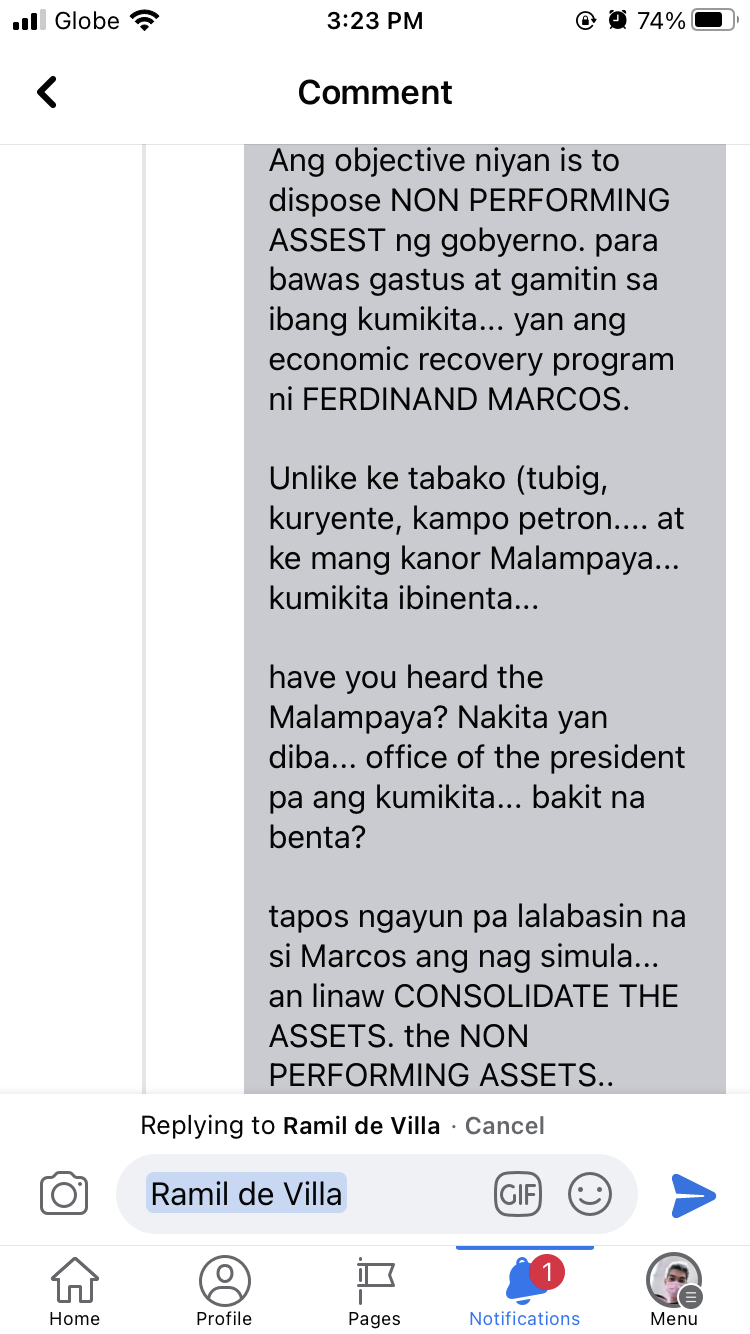 Globe 3:23 PM 74%
Comment
Ang objective niyan is to
dispose NON PERFORMING
ASSEST ng gobyerno. para
bawas gastus at gamitin sa
ibang kumikita... yan ang
economic recovery program
ni FERDINAND MARCOS.
Unlike ke tabako (tubig,
kuryente, kampo petron.... at
ke mang kanor Malampaya...
kumikita ibinenta...
have you heard the
Malampaya? Nakita yan
diba... office of the president
pa ang kumikita... bakit na
benta?
tapos ngayun pa lalabasin na
si Marcos ang nag simula...
an linaw CONSOLIDATE THE
ASSETS. the NON
PERFORMING ASSETS..
Replying to Ramil de Villa · Cancel
Ramil de Villa GIF
1
Home Profile Pages Notifications Menu